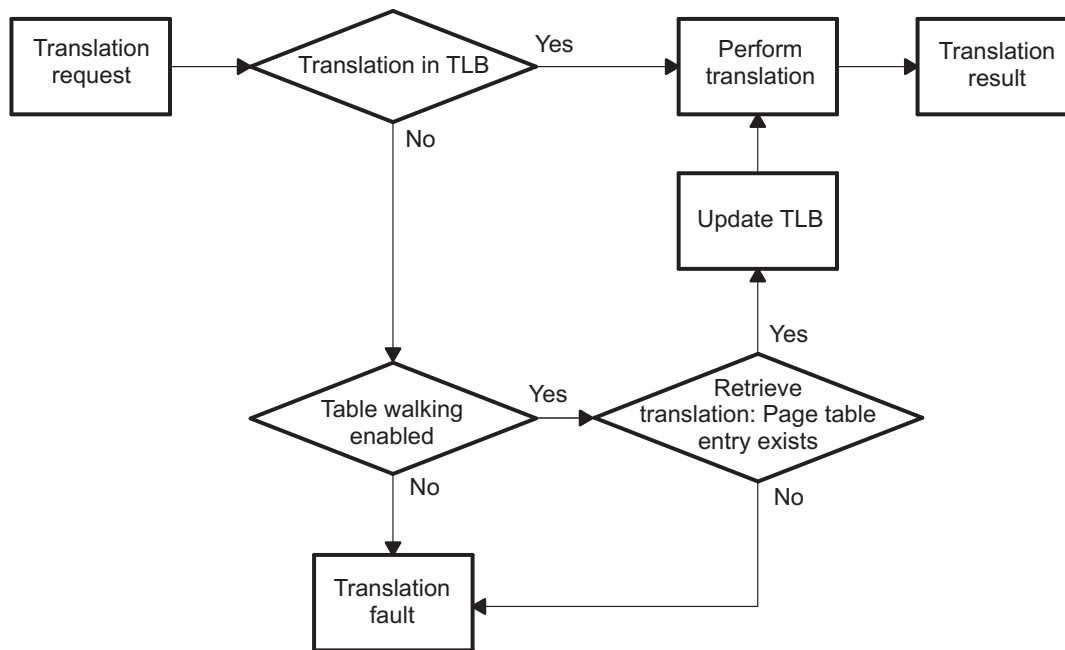 Translation
request
Translation in TLB
Yes
Perform
translation
Translation
result
No
Update TLB
Yes
Table walking
enabled
Yes
Retrieve
translation: Page table
entry exists
No
No
Translation
fault